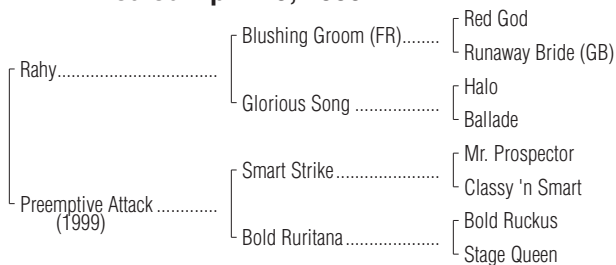 Red God
Blushing Groom (FR)........
Runaway Bride (GB)
Rahy..................................
Halo
Glorious Song ..................
Ballade
Mr. Prospector
Smart Strike......................
Classy 'n Smart
Preemptive Attack .............
(1999)
Bold Ruckus
Bold Ruritana....................
Stage Queen